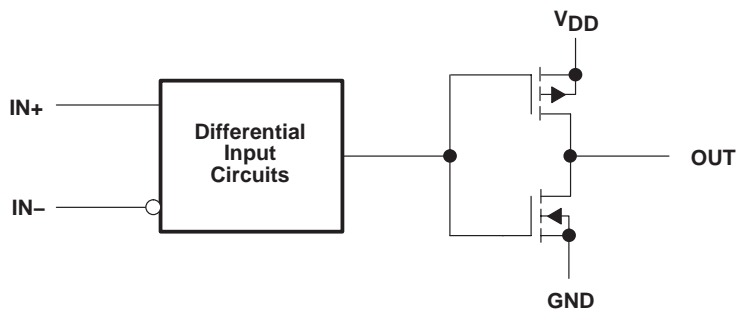 VDD
IN+
Differential
Input
Circuits
OUT
IN–
GND